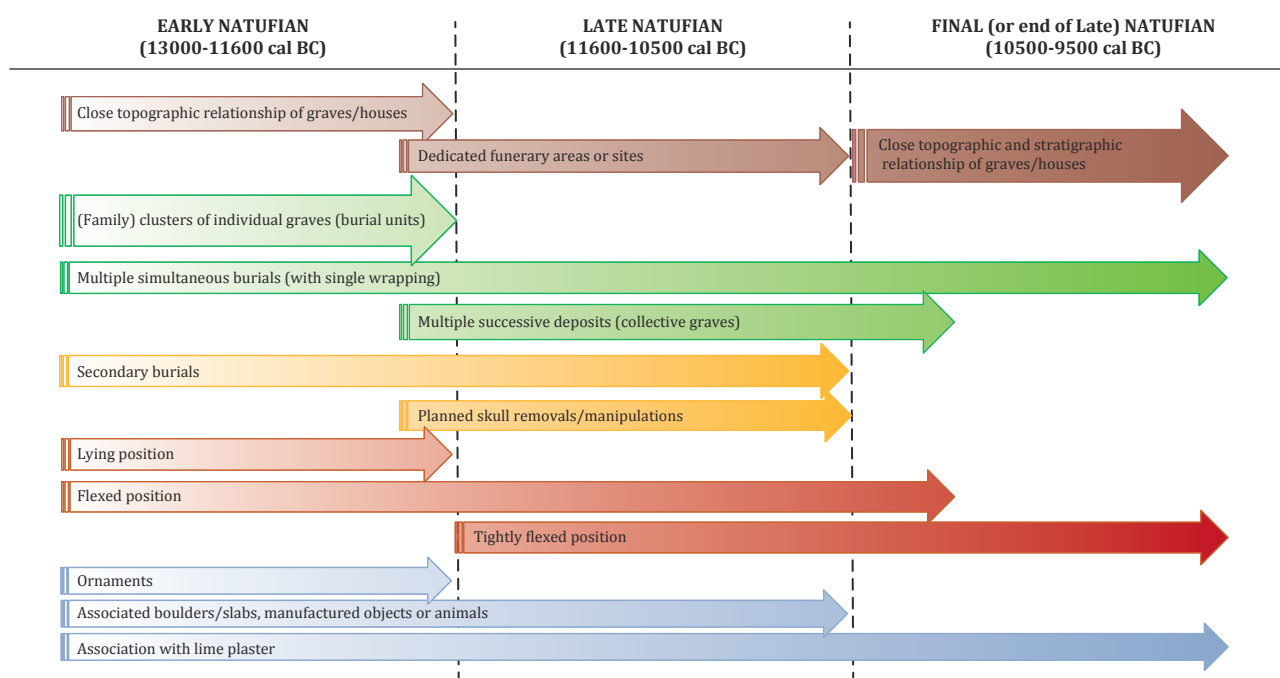 EARLY NATUFIAN
(13000-11600 cal BC)
LATE NATUFIAN
(11600-10500 cal BC)
FINAL (or end of Late) NATUFIAN
(10500-9500 cal BC)
Close topographic relationship of graves/houses
Dedicated funerary areas or sites
Close topographic and stratigraphic
relationship of graves/houses
(Family) clusters of individual graves (burial units)
Multiple simultaneous burials (with single wrapping)
Multiple successive deposits (collective graves)
Secondary burials
Planned skull removals/manipulations
Lying position
Flexed position
Tightly flexed position
Ornaments
Associated boulders/slabs, manufactured objects or animals
Association with lime plaster